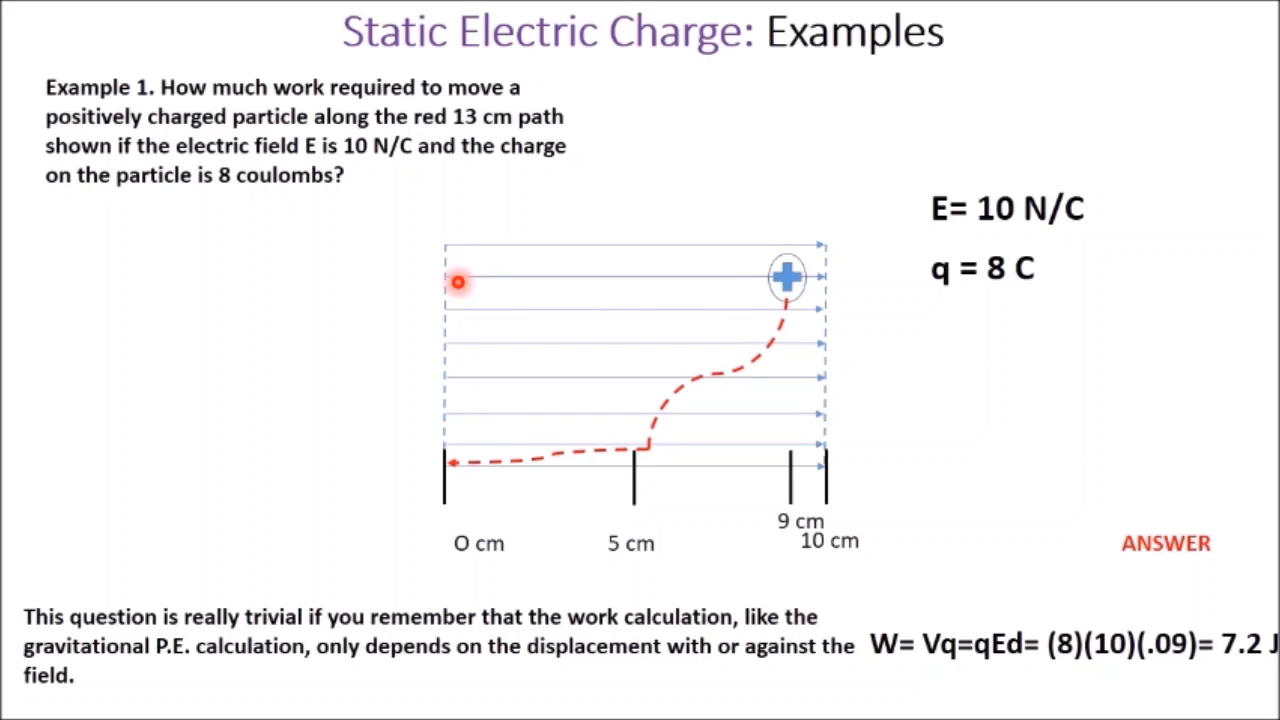 Static Electric Charge: Examples
Example 1. How much work required to move a
positively charged particle along the red 13 cm path
shown if the electric field E is 10 N/C and the charge
on the particle is 8 coulombs?
E= 10 N/C
q = 8 C
9 cm
O cm
5 cm
10 cm
ANSWER
This question is really trivial if you remember that the work calculation, like the
gravitational P.E. calculation, only depends on the displacement with or against the
field.
W= Vq=qEd= (8)(10)(.09)= 7.2 J